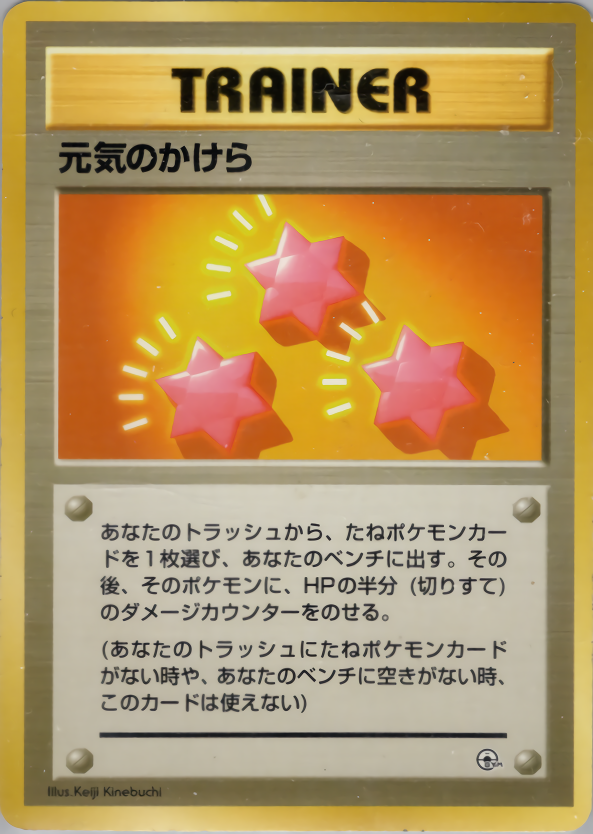 TRAINER
元気のかけら
あなたのトラッシュから、たねポケモンカー
ドを1枚選び、あなたのベンチに出す。その
後、そのポケモンに、HPの半分 (切りすて)
のダメージカウンターをのせる。
(あなたのトラッシュにたねポケモンカード
がない時や、あなたのベンチに空きがない時、
このカードは使えない)
Illus.Keiji Kinebuchi